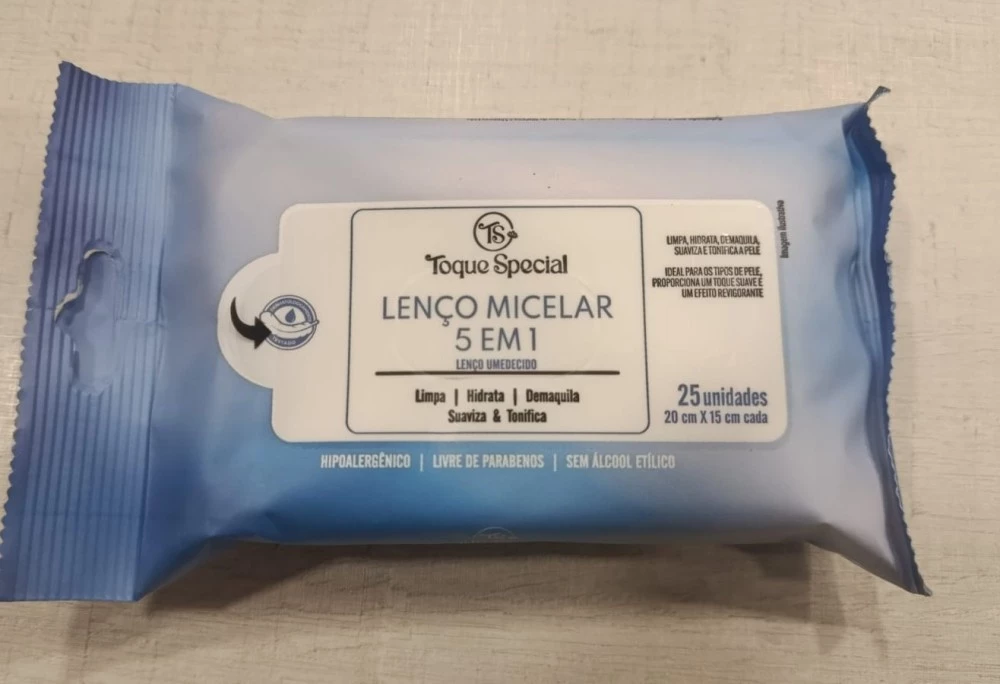 TS
Toque Special
LENÇO MICELAR
5 EM 1
LENÇO UMEDECIDO
Limpa | Hidrata | Demaquila
Suaviza & Tonifica
LIMPA, HIDRATA, DEMAQUILA,
SUAVIZA E TONIFICA A PELE
IDEAL PARA OS TIPOS DE PELE,
PROPORCIONA UM TOQUE SUAVE E
UM EFEITO REVIGORANTE
Imagem ilustrativa
25 unidades
20 cm X 15 cm cada
HIPOALERGÊNICO | LIVRE DE PARABENOS | SEM ÁLCOOL ETÍLICO